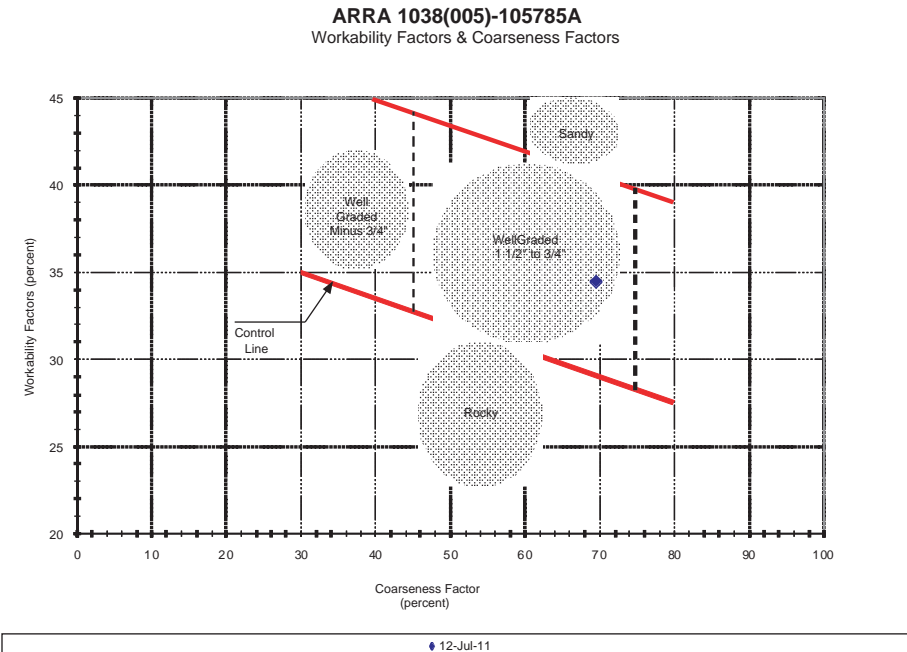 ARRA 1038(005)-105785A
Workability Factors & Coarseness Factors
45
40
35
30
25
20
Workability Factors (percent)
Sandy
Well
Graded
Minus 3/4"
WellGraded
1 1/2" to 3/4"
Control
Line
Rocky
0
10
20
30
40
50
60
70
80
90
100
Coarseness Factor
(percent)
12-Jul-11